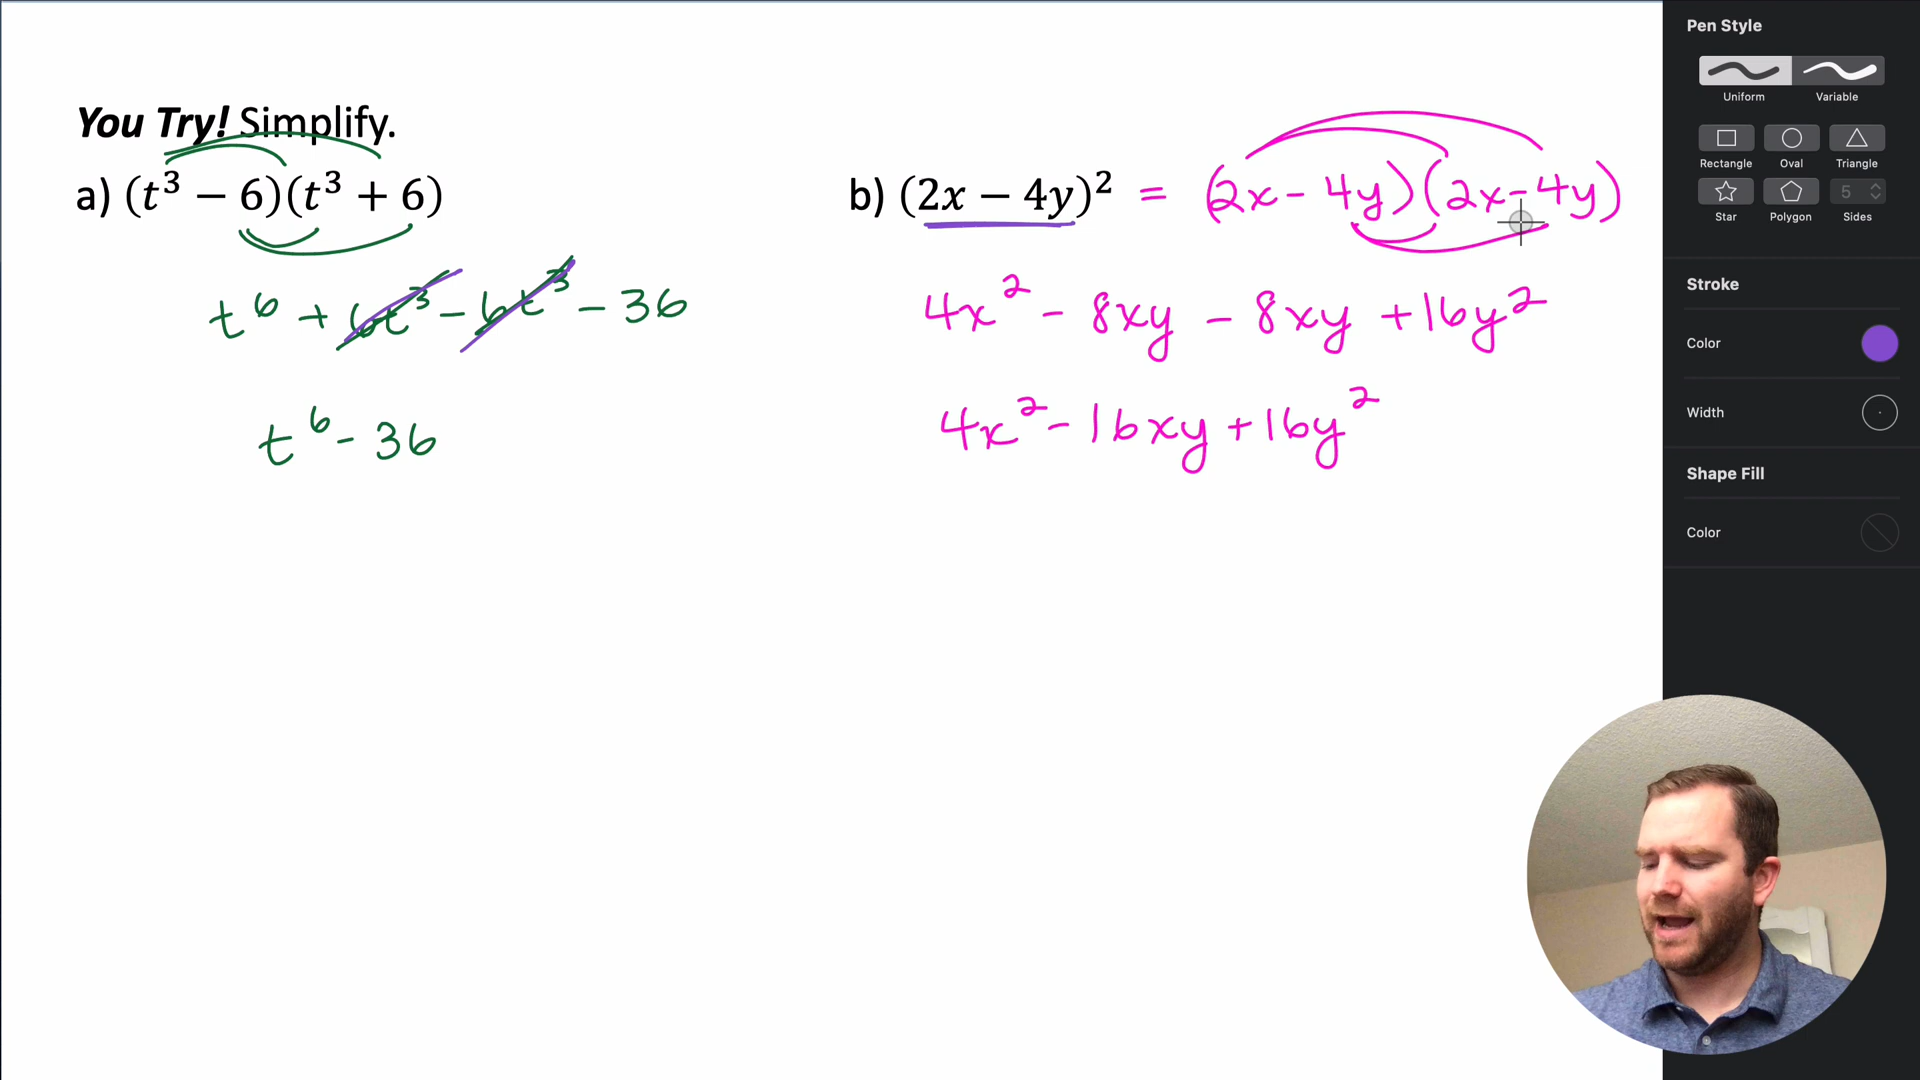 You Try! Simplify.
a) (t³ − 6)(t³ + 6)
t⁶ + 6t³ − 6t³ − 36
t⁶ − 36
b) (2x − 4y)² = (2x − 4y)(2x − 4y)
4x² − 8xy − 8xy + 16y²
4x² − 16xy + 16y²
Pen Style
Uniform Variable
Rectangle Oval Triangle
5
Star Polygon Sides
Stroke
Color
Width
Shape Fill
Color